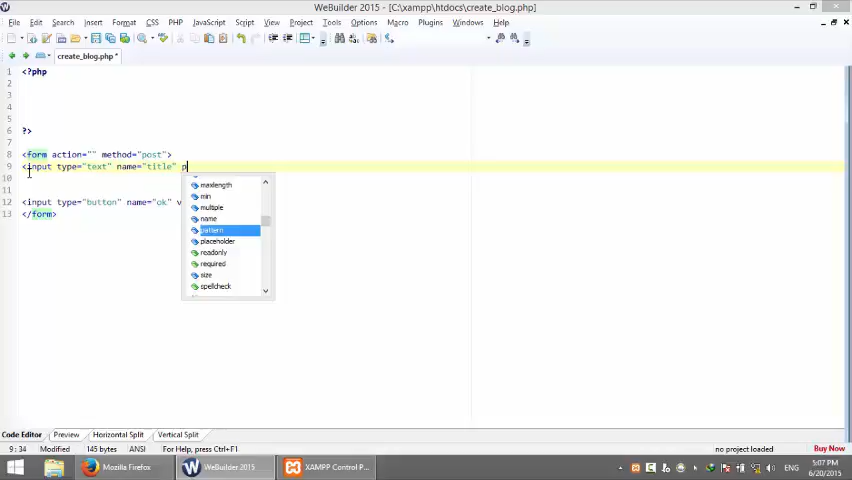 WeBuilder 2015 - [C:\xampp\htdocs\create_blog.php]
File Edit Search View Insert Format CSS PHP JavaScript Script View Project Tools Options Macro Plugins Windows Help
create_blog.php *
1 <?php
2
3
4
5
6 ?>
7
8 <form action="" method="post">
9 <input type="text" name="title" p
10
11
12 <input type="button" name="ok" v
13 </form>
maxlength
min
multiple
name
pattern
placeholder
readonly
required
size
spellcheck
Code Editor Preview Horizontal Split Vertical Split
9 : 34 Modified 145 bytes ANSI For Help, press Ctrl+F1 no project loaded Buy Now
Mozilla Firefox WeBuilder 2015 XAMPP Control P... ENG 5:07 PM
6/20/2015